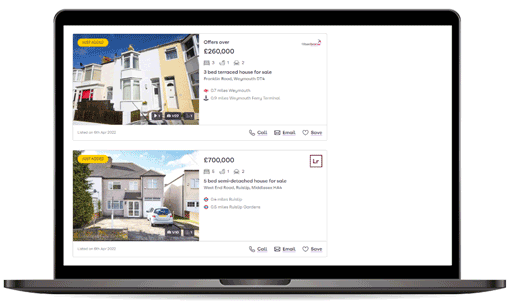 JUST ADDED
Offers over
£260,000
3 1 2
3 bed terraced house for sale
Franklin Road, Weymouth DT4
0.7 miles Weymouth
0.9 miles Weymouth Ferry Terminal
Listed on 6th Apr 2022
Call Email Save
JUST ADDED
£700,000
5 1 2
5 bed semi-detached house for sale
West End Road, Ruislip, Middlesex HA4
0.4 miles Ruislip
0.5 miles Ruislip Gardens
Listed on 6th Apr 2022
Call Email Save